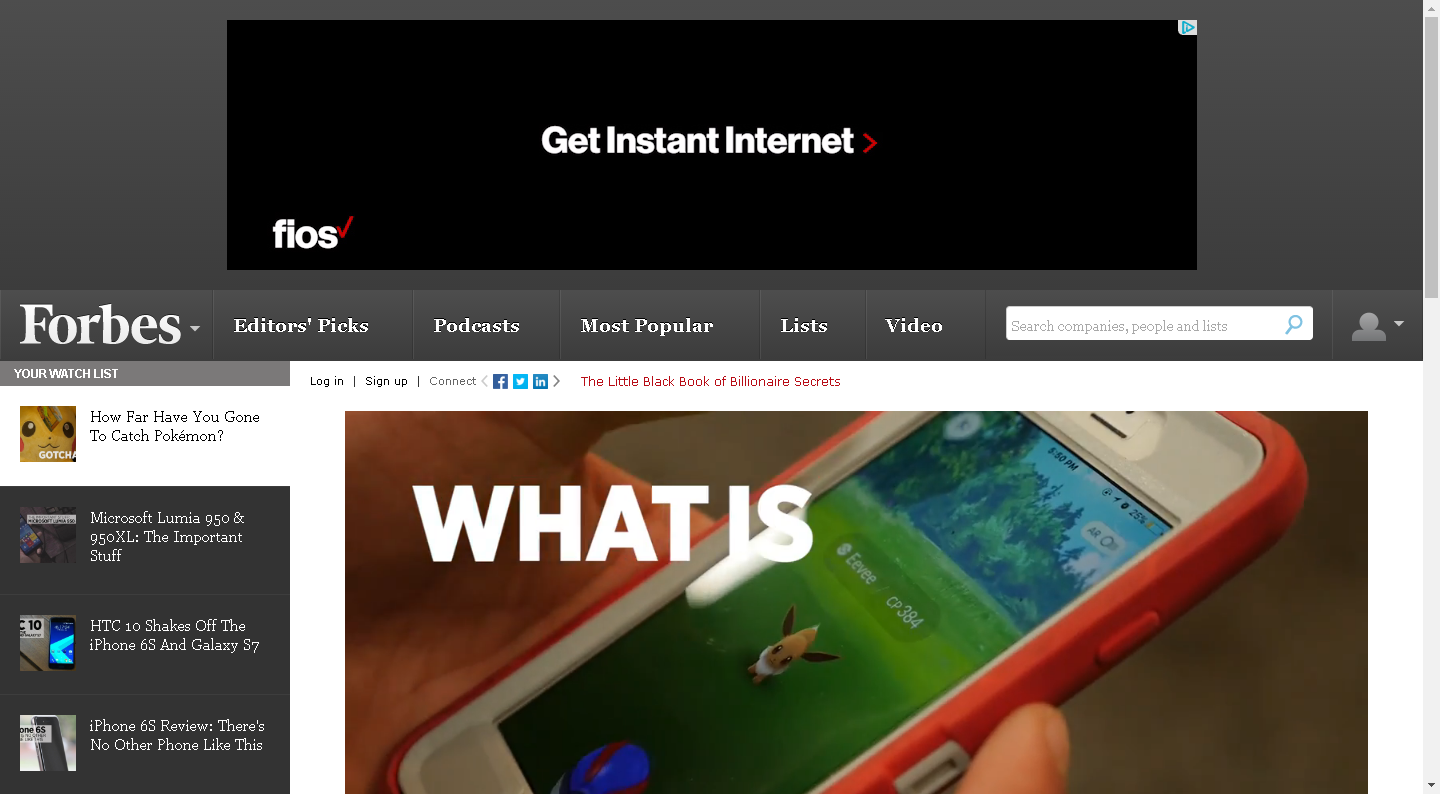 Get Instant Internet >
fios✓
Forbes
Editors' Picks
Podcasts
Most Popular
Lists
Video
Search companies, people and lists
YOUR WATCH LIST
Log in | Sign up | Connect
The Little Black Book of Billionaire Secrets
GOTCHA
How Far Have You Gone
To Catch Pokémon?
MICROSOFT LUMIA 950
Microsoft Lumia 950 &
950XL: The Important
Stuff
HTC 10 Shakes Off The
iPhone 6S And Galaxy S7
iPhone 6S Review: There's
No Other Phone Like This
WHAT IS
5:50 PM
25%
AR
Eevee
CP 384